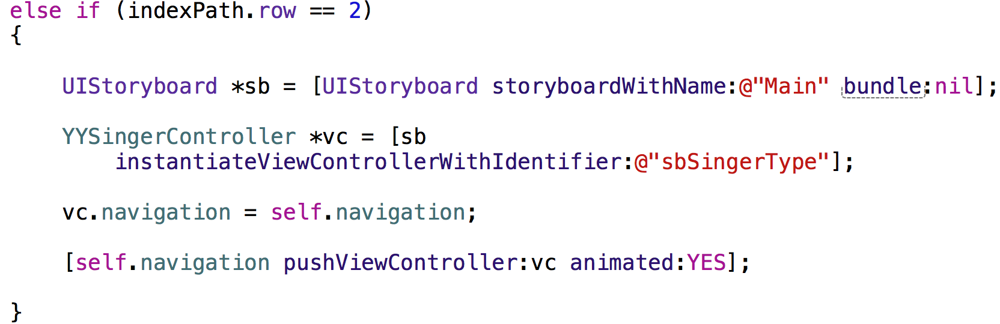 else if (indexPath.row == 2)
{
UIStoryboard *sb = [UIStoryboard storyboardWithName:@"Main" bundle:nil];
YYSingerController *vc = [sb
instantiateViewControllerWithIdentifier:@"sbSingerType"];
vc.navigation = self.navigation;
[self.navigation pushViewController:vc animated:YES];
}